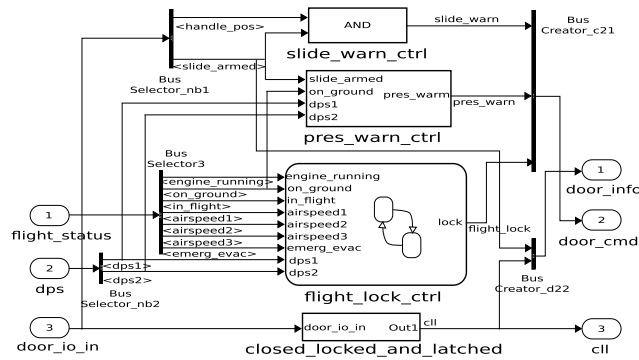 <handle_pos>
<slide_armed>
Bus
Selector_nb1
AND
slide_warn_ctrl
slide_warn
Bus
Creator_c21
slide_armed
on_ground
dps1
dps2
pres_warm
pres_warn
pres_warn_ctrl
Bus
Selector3
<engine_running>
<on_ground>
<in_flight>
<airspeed1>
<airspeed2>
<airspeed3>
<emerg_evac>
engine_running
on_ground
in_flight
airspeed1
airspeed2
airspeed3
emerg_evac
dps1
dps2
lock
flight_lock
flight_lock_ctrl
1
flight_status
2
dps
<dps1>
<dps2>
Bus
Selector_nb2
3
door_io_in
door_io_in
Out1
cll
closed_locked_and_latched
Bus
Creator_d22
1
door_info
2
door_cmd
3
cll